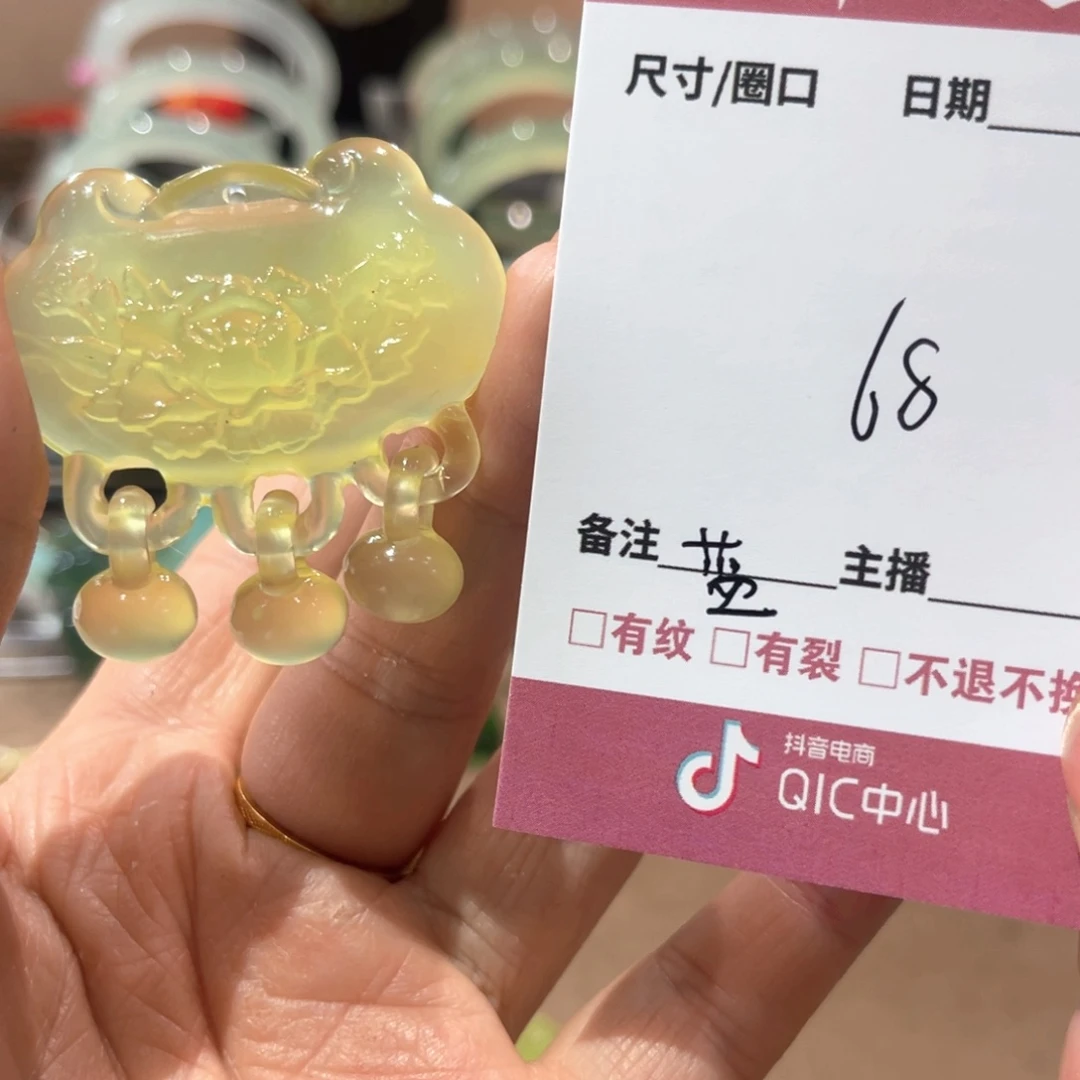 尺寸/圈口 日期
68
备注 主播
□有纹 □有裂 □不退不换
抖音电商
QIC中心